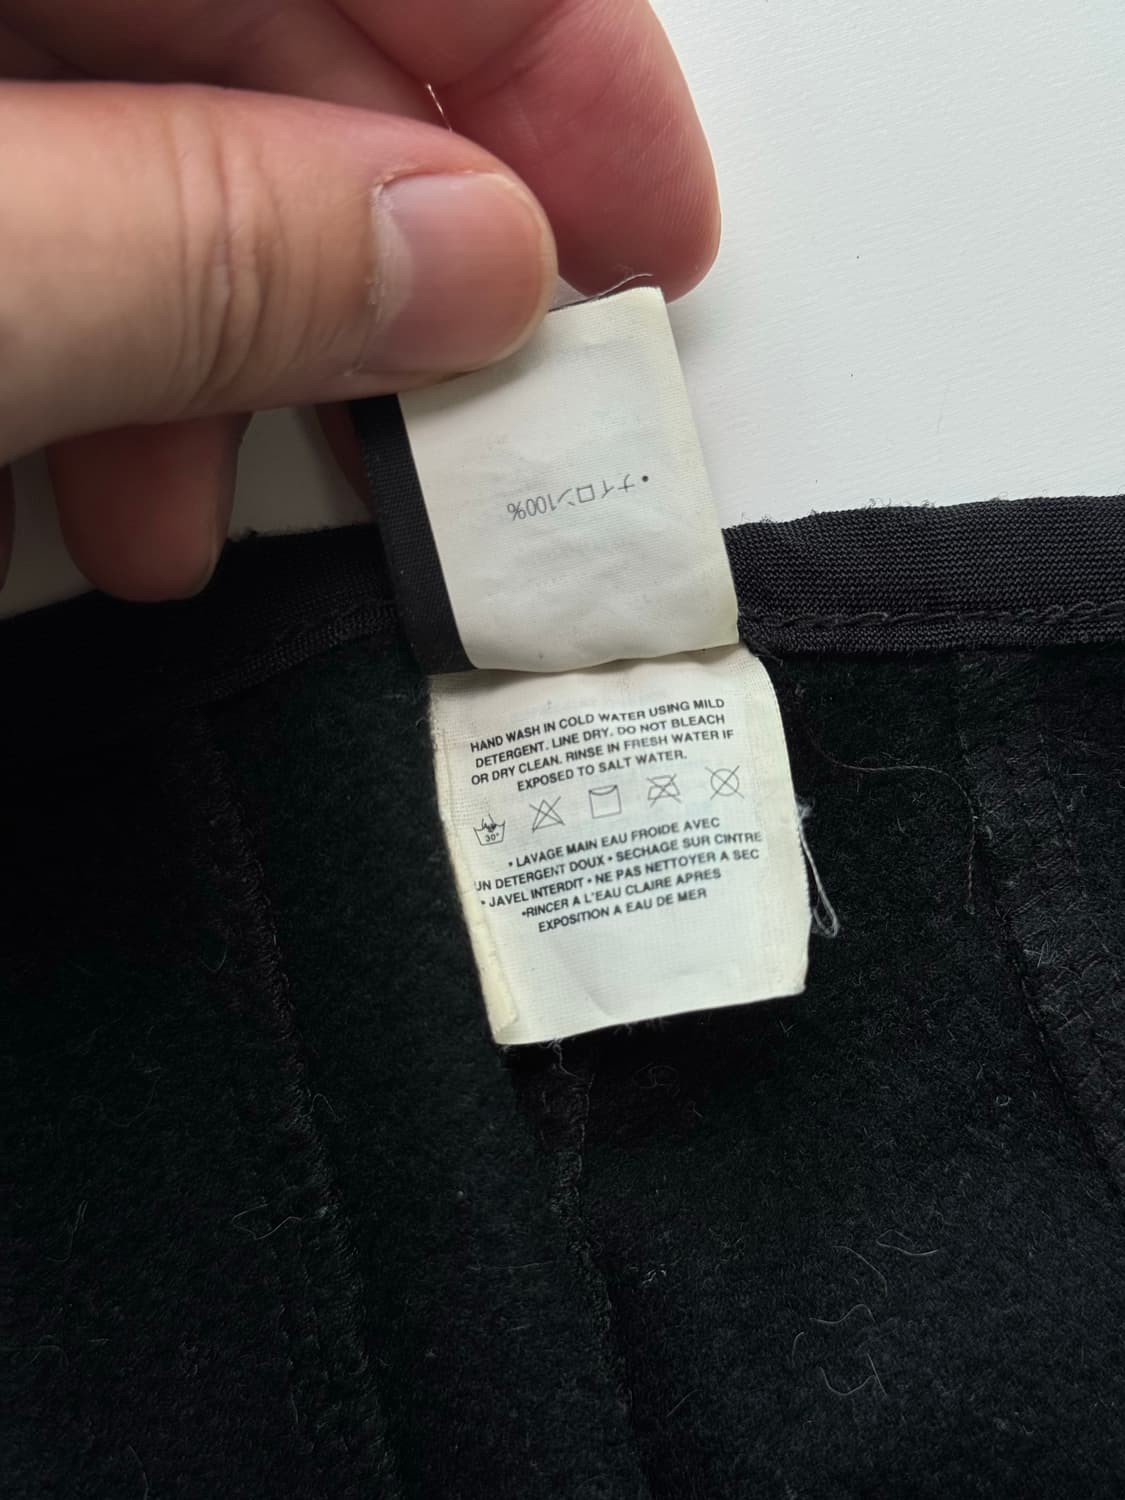 ・ナイロン100%
HAND WASH IN COLD WATER USING MILD
DETERGENT. LINE DRY. DO NOT BLEACH
OR DRY CLEAN. RINSE IN FRESH WATER IF
EXPOSED TO SALT WATER.
30°
• LAVAGE MAIN EAU FROIDE AVEC
UN DETERGENT DOUX • SECHAGE SUR CINTRE
• JAVEL INTERDIT • NE PAS NETTOYER A SEC
•RINCER A L'EAU CLAIRE APRES
EXPOSITION A EAU DE MER